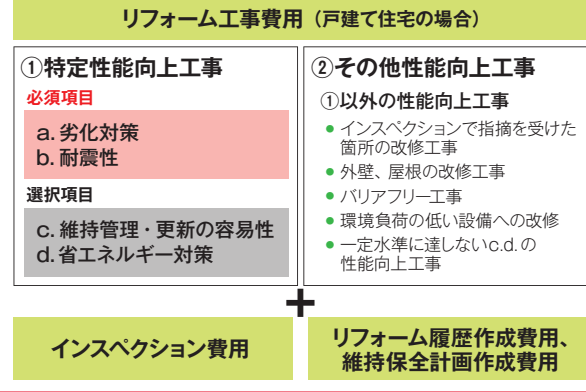 リフォーム工事費用（戸建て住宅の場合）
①特定性能向上工事
必須項目
a. 劣化対策
b. 耐震性
選択項目
c. 維持管理・更新の容易性
d. 省エネルギー対策
②その他性能向上工事
①以外の性能向上工事
● インスペクションで指摘を受けた
箇所の改修工事
● 外壁、屋根の改修工事
● バリアフリー工事
● 環境負荷の低い設備への改修
● 一定水準に達しないc.d.の
性能向上工事
+
インスペクション費用
リフォーム履歴作成費用、
維持保全計画作成費用